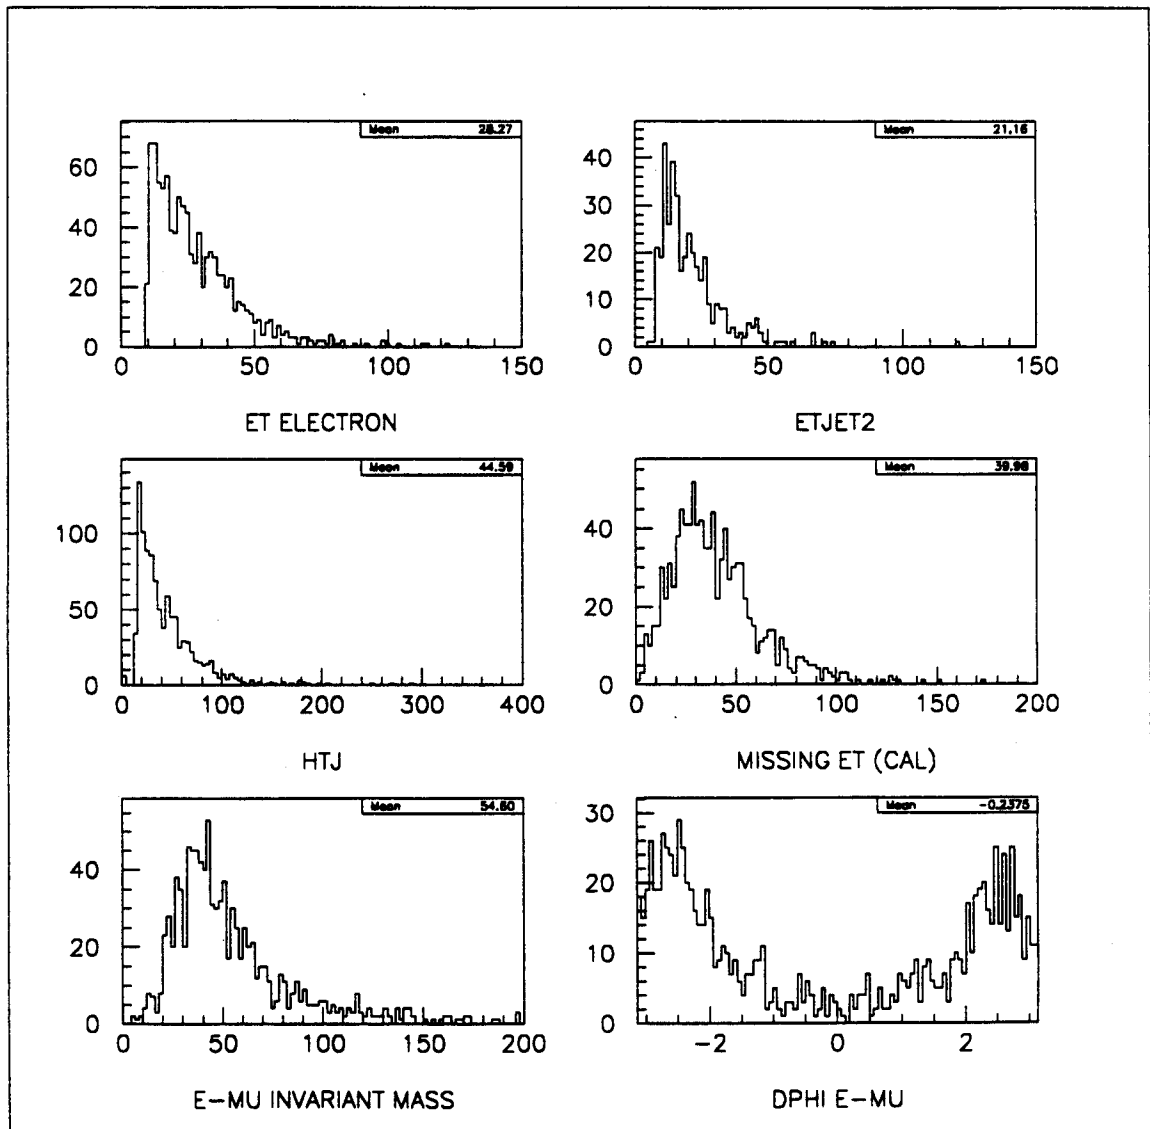 Mean 28.27
60
40
20
0
0 50 100 150
ET ELECTRON
Mean 21.16
40
30
20
10
0
0 50 100 150
ETJET2
Mean 44.59
100
50
0
0 100 200 300 400
HTJ
Mean 39.98
40
20
0
0 50 100 150 200
MISSING ET (CAL)
Mean 54.60
40
20
0
0 50 100 150 200
E-MU INVARIANT MASS
Mean -0.2375
30
20
10
0
-2 0 2
DPHI E-MU